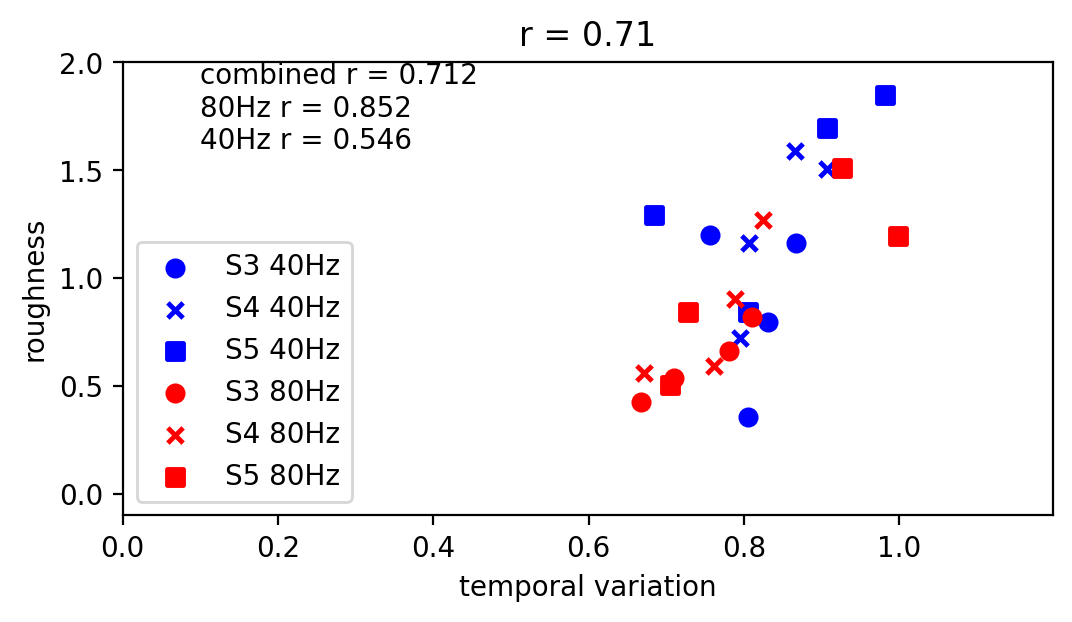 r = 0.71
combined r = 0.712
80Hz r = 0.852
40Hz r = 0.546
2.0
1.5
1.0
0.5
0.0
roughness
S3 40Hz
S4 40Hz
S5 40Hz
S3 80Hz
S4 80Hz
S5 80Hz
0.0 0.2 0.4 0.6 0.8 1.0
temporal variation